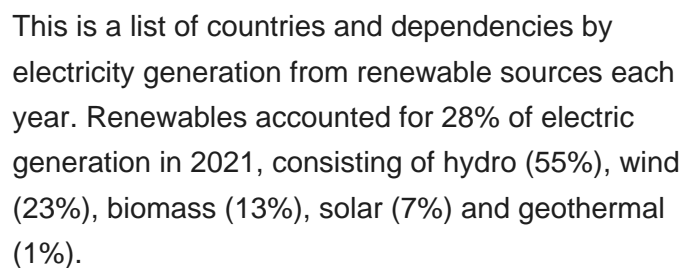 This is a list of countries and dependencies by
electricity generation from renewable sources each
year. Renewables accounted for 28% of electric
generation in 2021, consisting of hydro (55%), wind
(23%), biomass (13%), solar (7%) and geothermal
(1%).